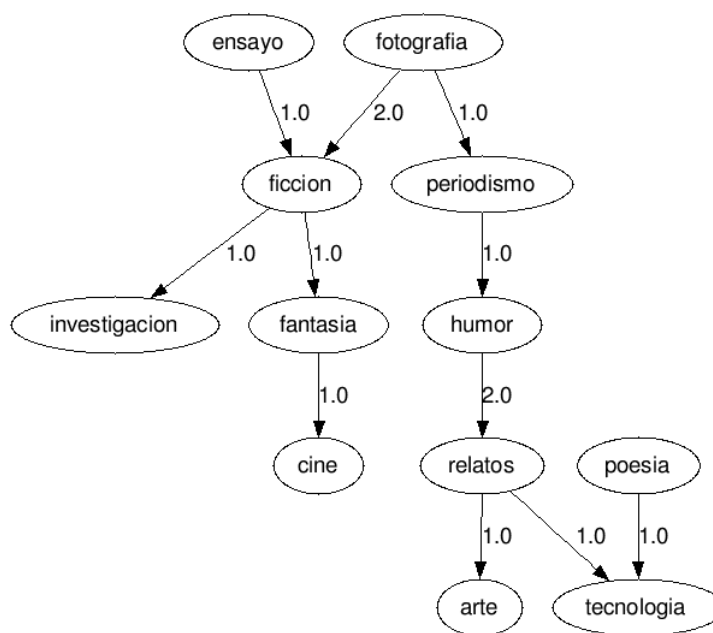 ensayo
fotografia
1.0
2.0
1.0
ficcion
periodismo
1.0
1.0
1.0
investigacion
fantasia
humor
1.0
2.0
cine
relatos
poesia
1.0
1.0
1.0
arte
tecnologia